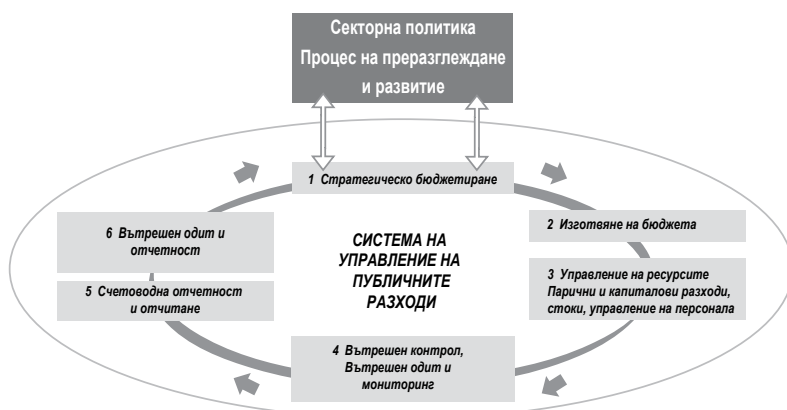 Секторна политика
Процес на преразглеждане
и развитие
1 Стратегическо бюджетиране
2 Изготвяне на бюджета
3 Управление на ресурсите
Парични и капиталови разходи,
стоки, управление на персонала
4 Вътрешен контрол,
Вътрешен одит и
мониторинг
5 Счетоводна отчетност
и отчитане
6 Вътрешен одит и
отчетност
СИСТЕМА НА
УПРАВЛЕНИЕ НА
ПУБЛИЧНИТЕ
РАЗХОДИ